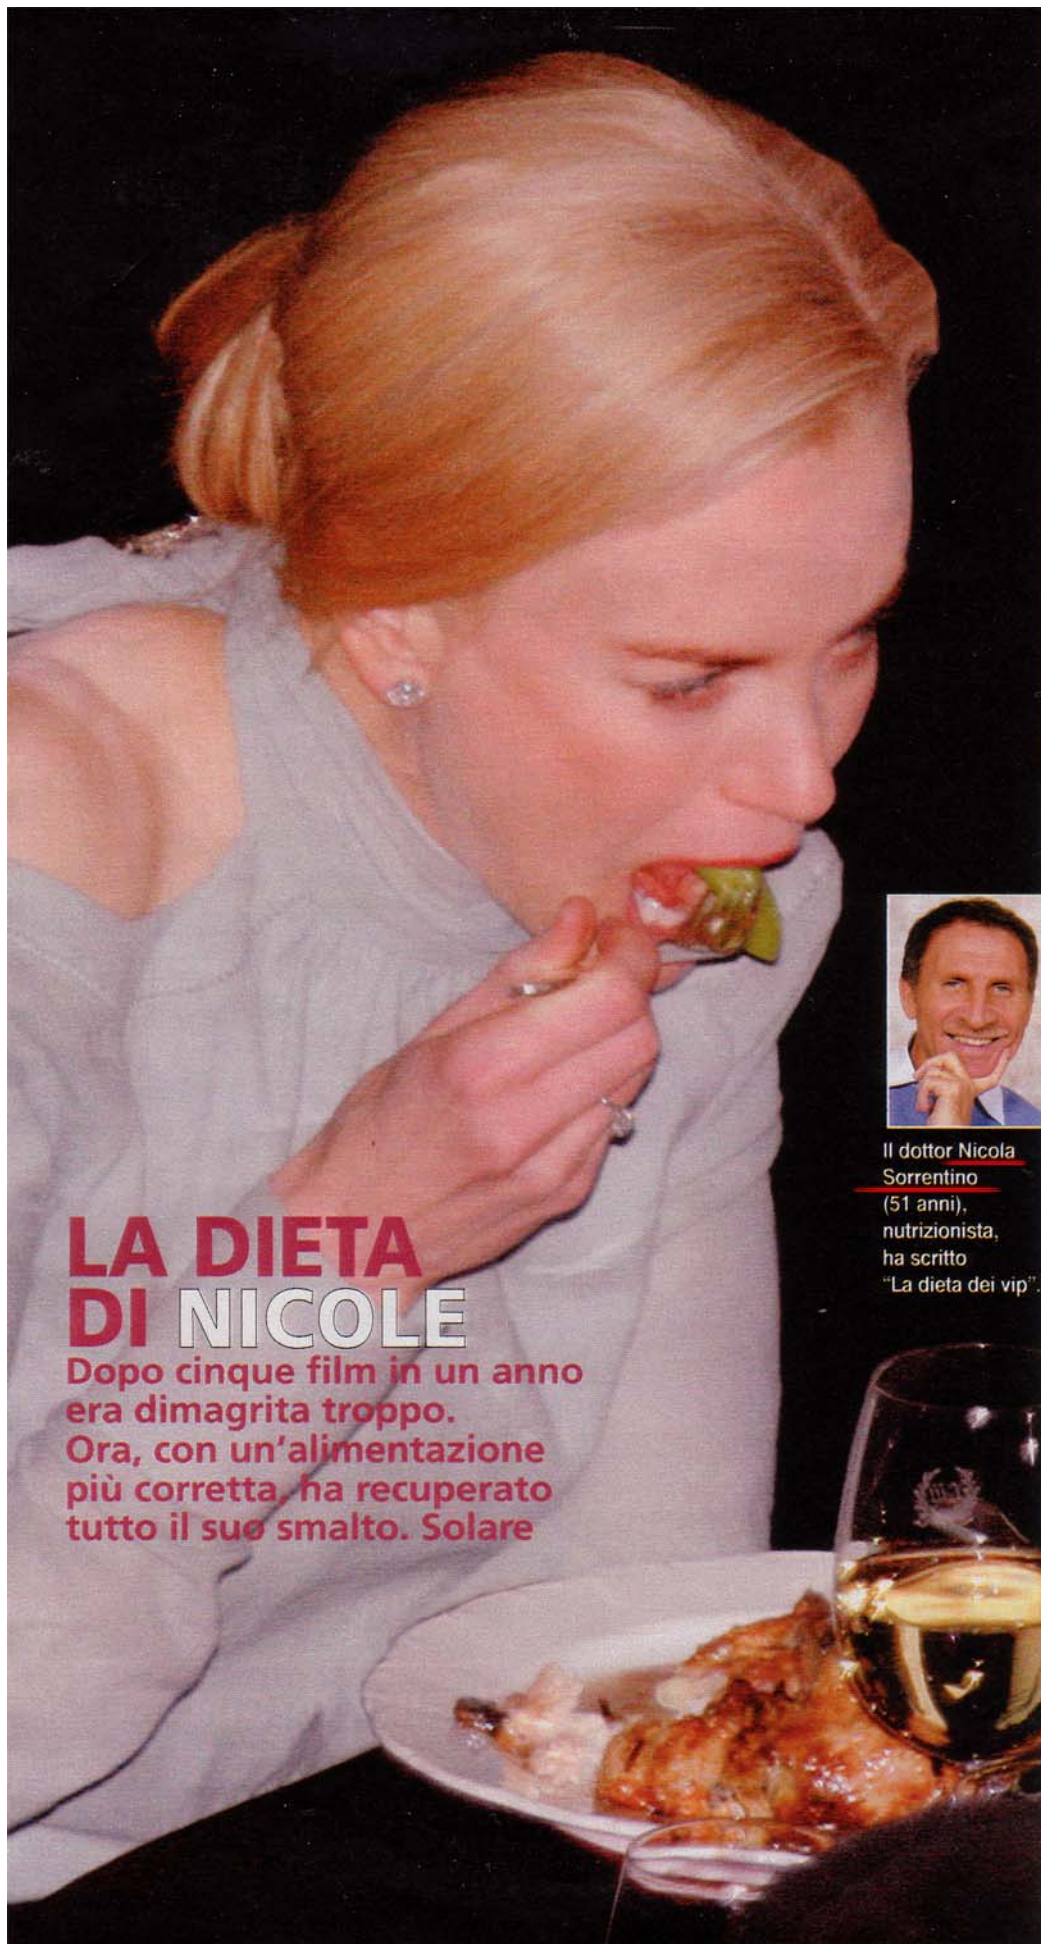 Il dottor Nicola
Sorrentino
(51 anni),
nutrizionista,
ha scritto
“La dieta dei vip”.
LA DIETA
DI NICOLE
Dopo cinque film in un anno
era dimagrita troppo.
Ora, con un’alimentazione
più corretta, ha recuperato
tutto il suo smalto. Solare